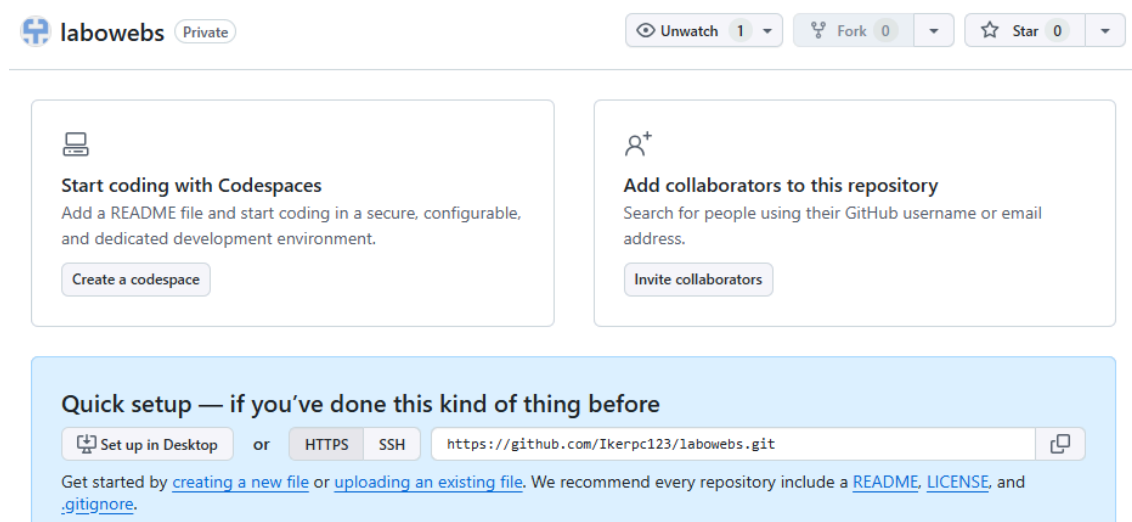 labowebs Private Unwatch 1 Fork 0 Star 0
Start coding with Codespaces
Add a README file and start coding in a secure, configurable,
and dedicated development environment.
Create a codespace
Add collaborators to this repository
Search for people using their GitHub username or email
address.
Invite collaborators
Quick setup — if you’ve done this kind of thing before
Set up in Desktop or HTTPS SSH https://github.com/Ikerpc123/labowebs.git
Get started by creating a new file or uploading an existing file. We recommend every repository include a README, LICENSE, and
.gitignore.